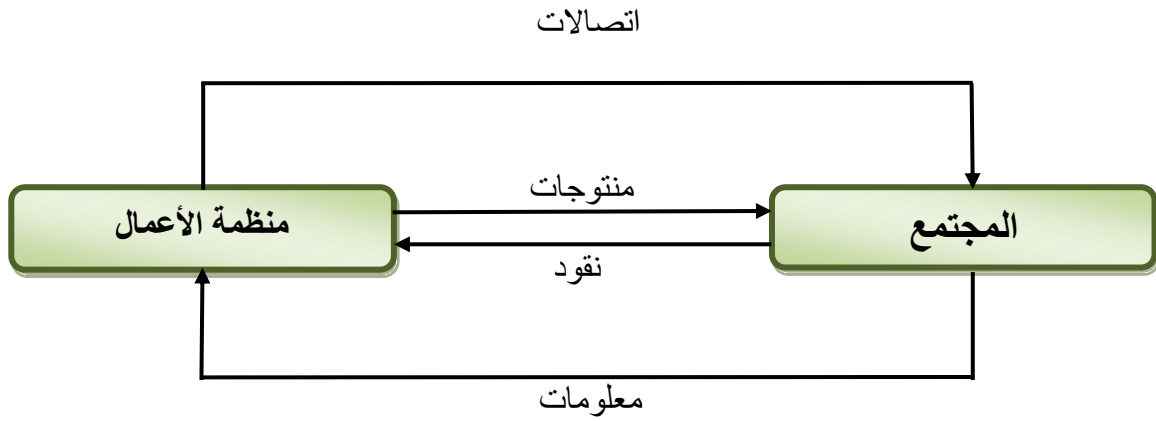 اتصالات
منتوجات
المجتمع
منظمة الأعمال
نقود
معلومات